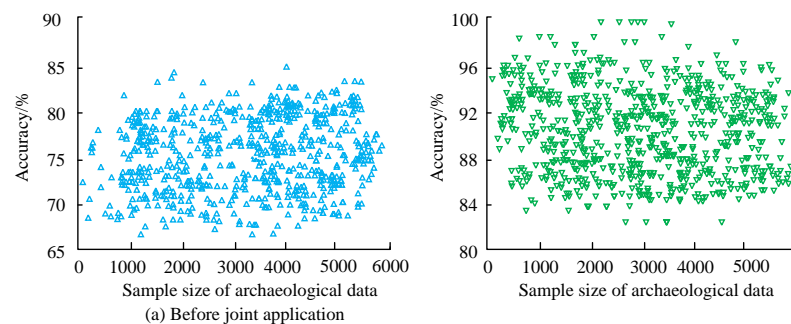 90
85
80
75
70
65
Accuracy/%
0 1000 2000 3000 4000 5000 6000
Sample size of archaeological data
(a) Before joint application
100
96
92
88
84
80
Accuracy/%
0 1000 2000 3000 4000 5000
Sample size of archaeological data